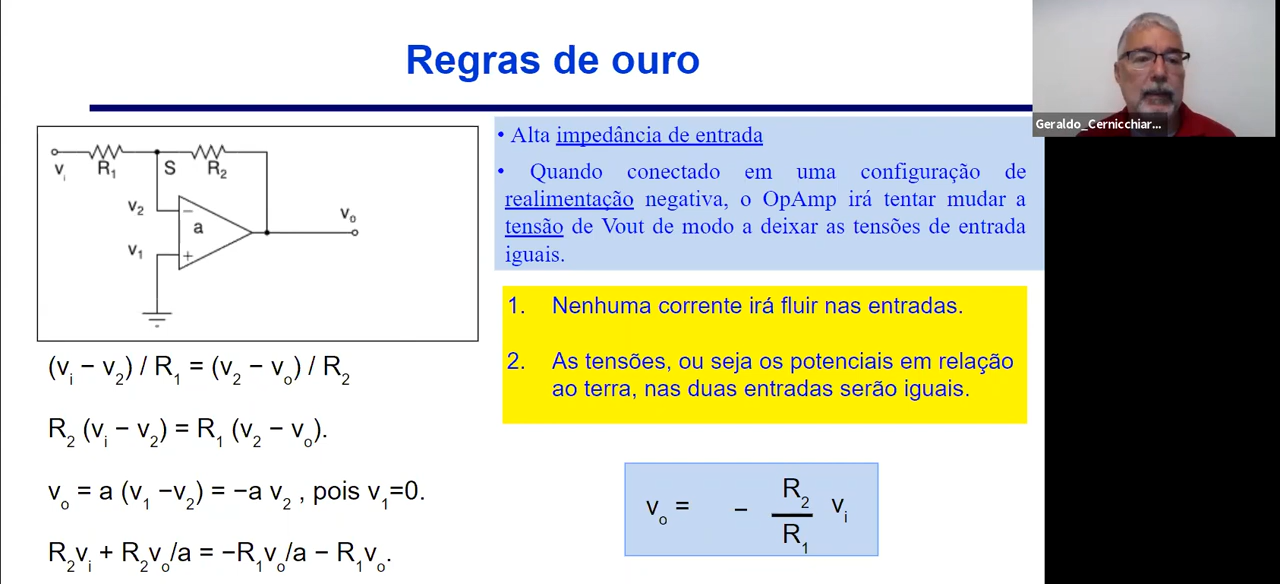 Regras de ouro
Geraldo_Cernicchiar...
vᵢ
R₁
S
R₂
v₂
−
a
vₒ
v₁
+
• Alta impedância de entrada
• Quando conectado em uma configuração de
realimentação negativa, o OpAmp irá tentar mudar a
tensão de Vout de modo a deixar as tensões de entrada
iguais.
1. Nenhuma corrente irá fluir nas entradas.
2. As tensões, ou seja os potenciais em relação
ao terra, nas duas entradas serão iguais.
(vᵢ − v₂) / R₁ = (v₂ − vₒ) / R₂
R₂ (vᵢ − v₂) = R₁ (v₂ − vₒ).
vₒ = a (v₁ −v₂) = −a v₂ , pois v₁=0.
R₂vᵢ + R₂vₒ/a = −R₁vₒ/a − R₁vₒ.
vₒ = − R₂ vᵢ
R₁